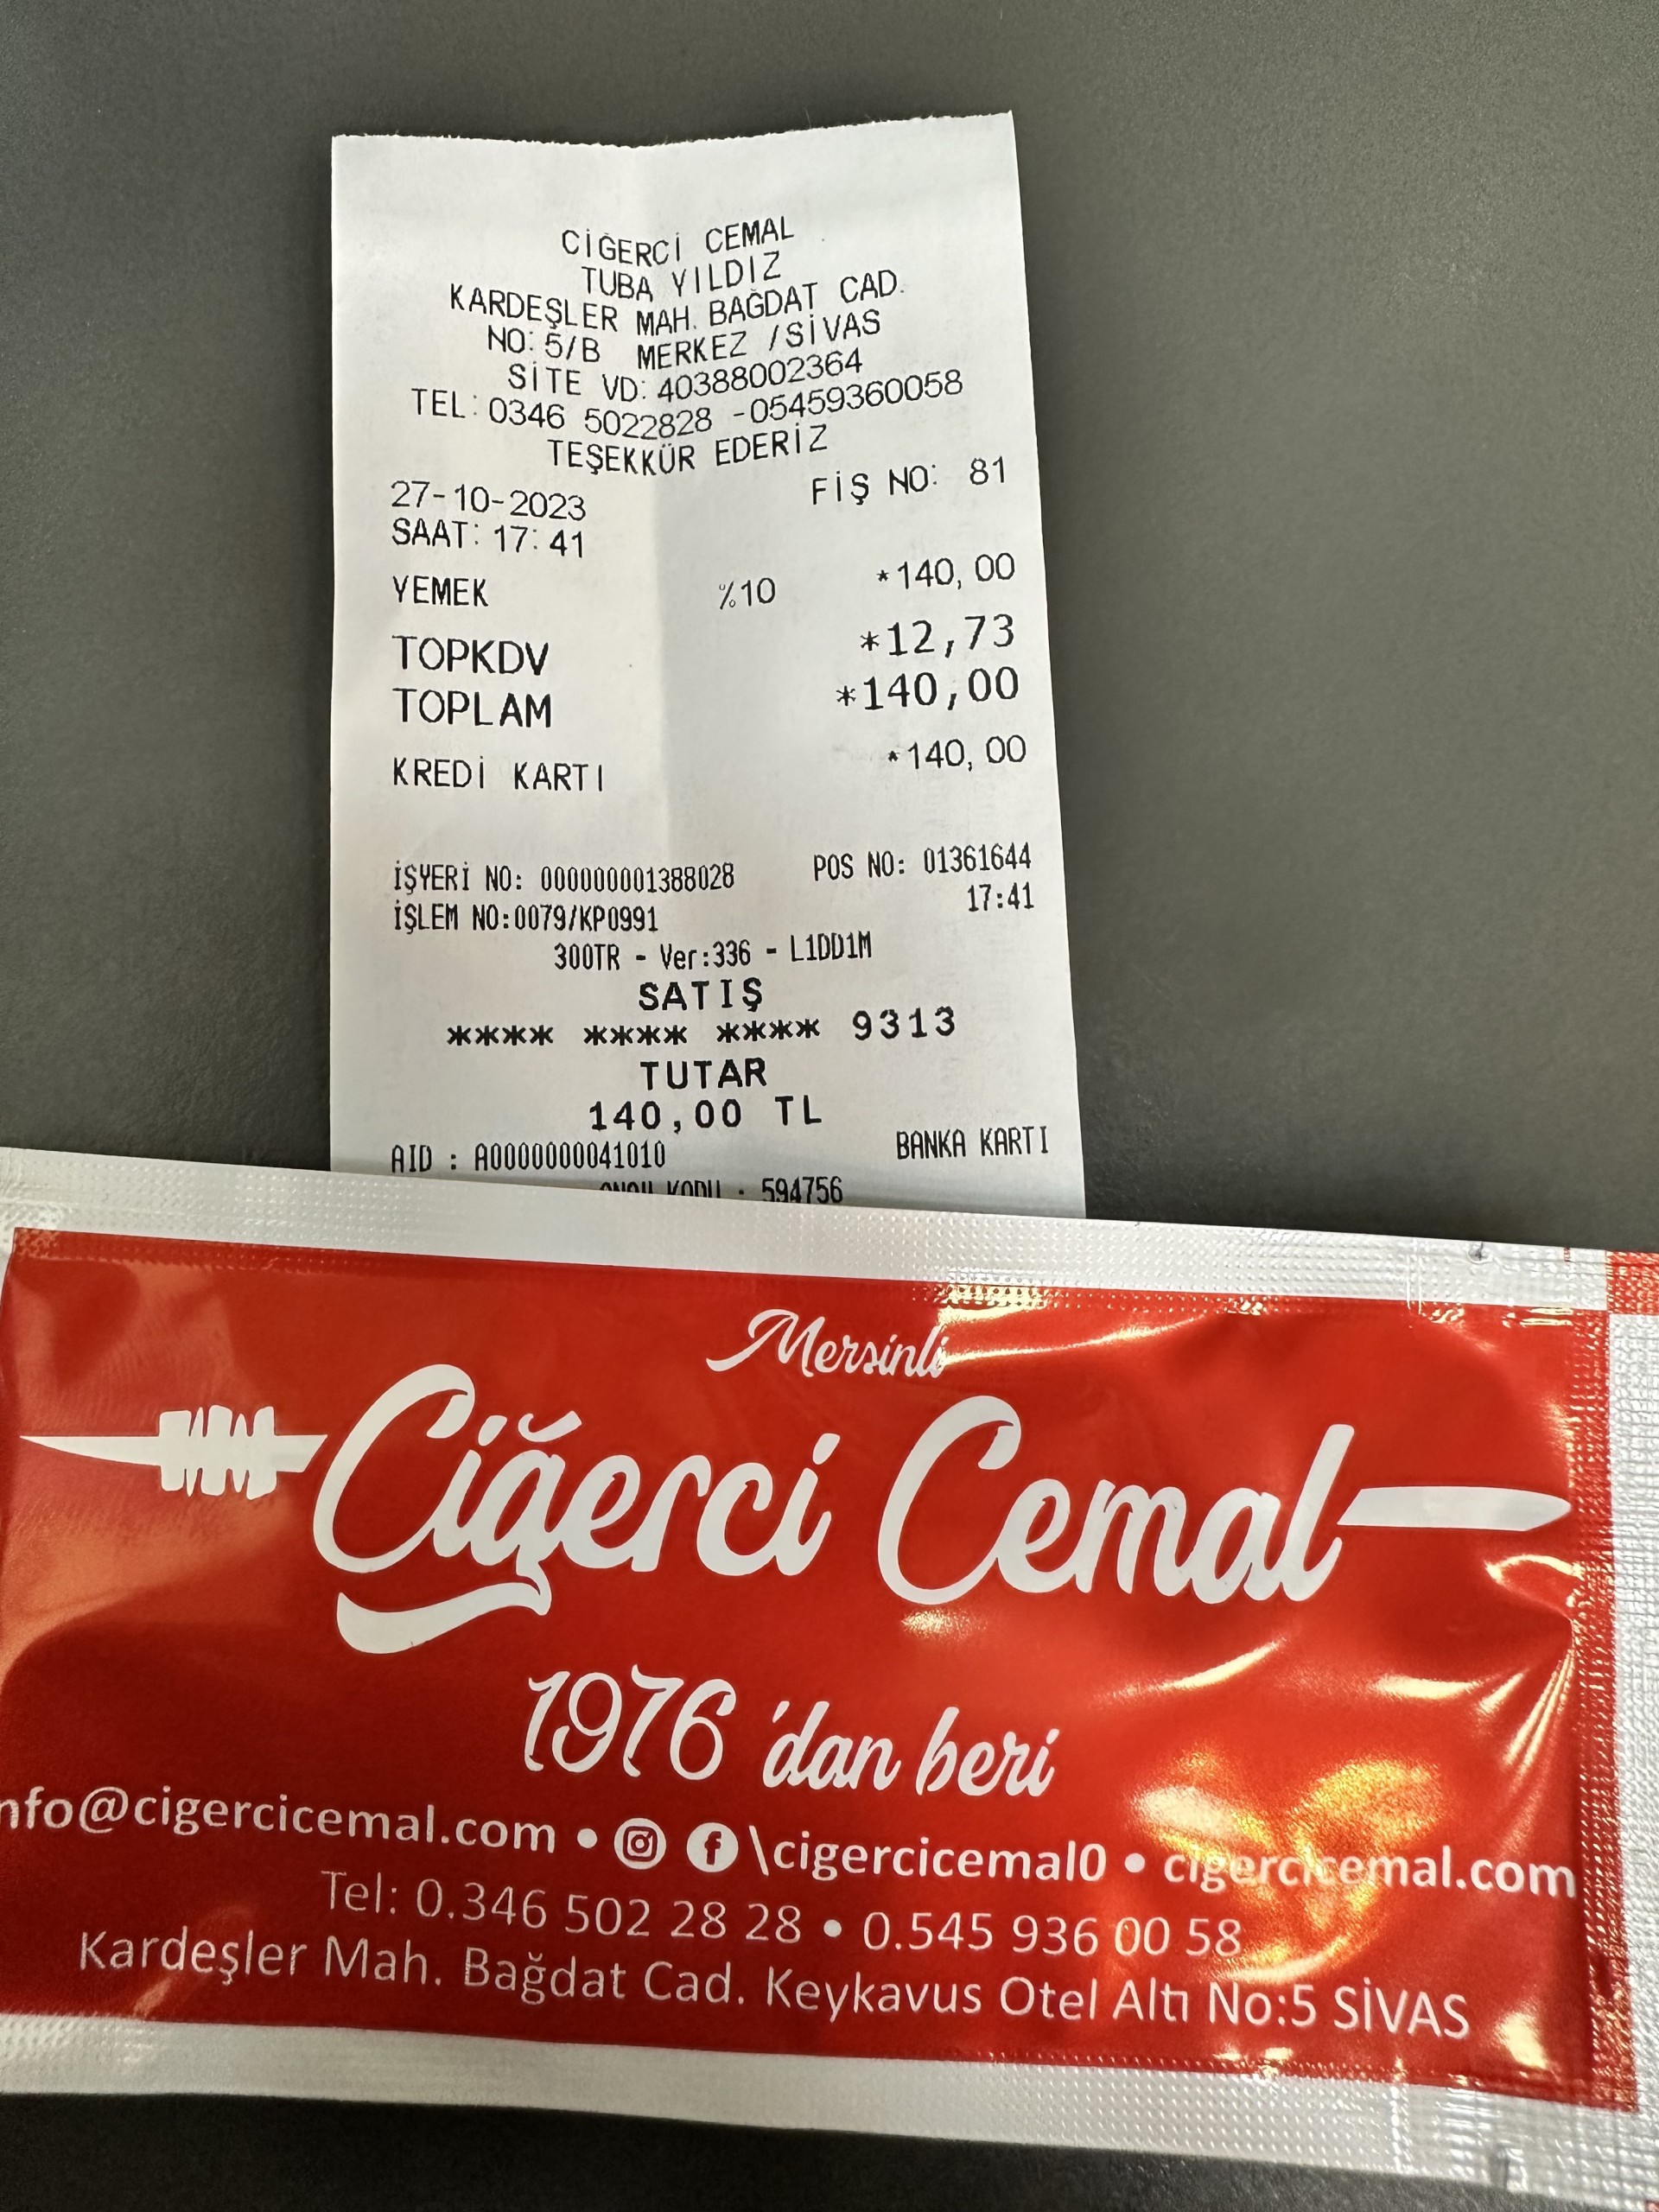 CİĞERCİ CEMAL
TUBA YILDIZ
KARDEŞLER MAH. BAĞDAT CAD.
NO: 5/B MERKEZ /SİVAS
SİTE VD: 40388002364
TEL: 0346 5022828 -05459360058
TEŞEKKÜR EDERİZ
27-10-2023 FİŞ NO: 81
SAAT: 17:41
YEMEK %10 *140,00
TOPKDV *12,73
TOPLAM *140,00
KREDİ KARTI *140,00
İŞYERİ NO: 000000001388028 POS NO: 01361644
İŞLEM NO:0079/KP0991 17:41
300TR - Ver:336 - L1DD1M
SATIŞ
**** **** **** 9313
TUTAR
140,00 TL
AID : A0000000041010 BANKA KARTI
ONAY KODU : 594756
Mersinli
Ciğerci Cemal
1976 'dan beri
nfo@cigercicemal.com • \cigercicemal0 • cigercicemal.com
Tel: 0.346 502 28 28 • 0.545 936 00 58
Kardeşler Mah. Bağdat Cad. Keykavus Otel Altı No:5 SİVAS